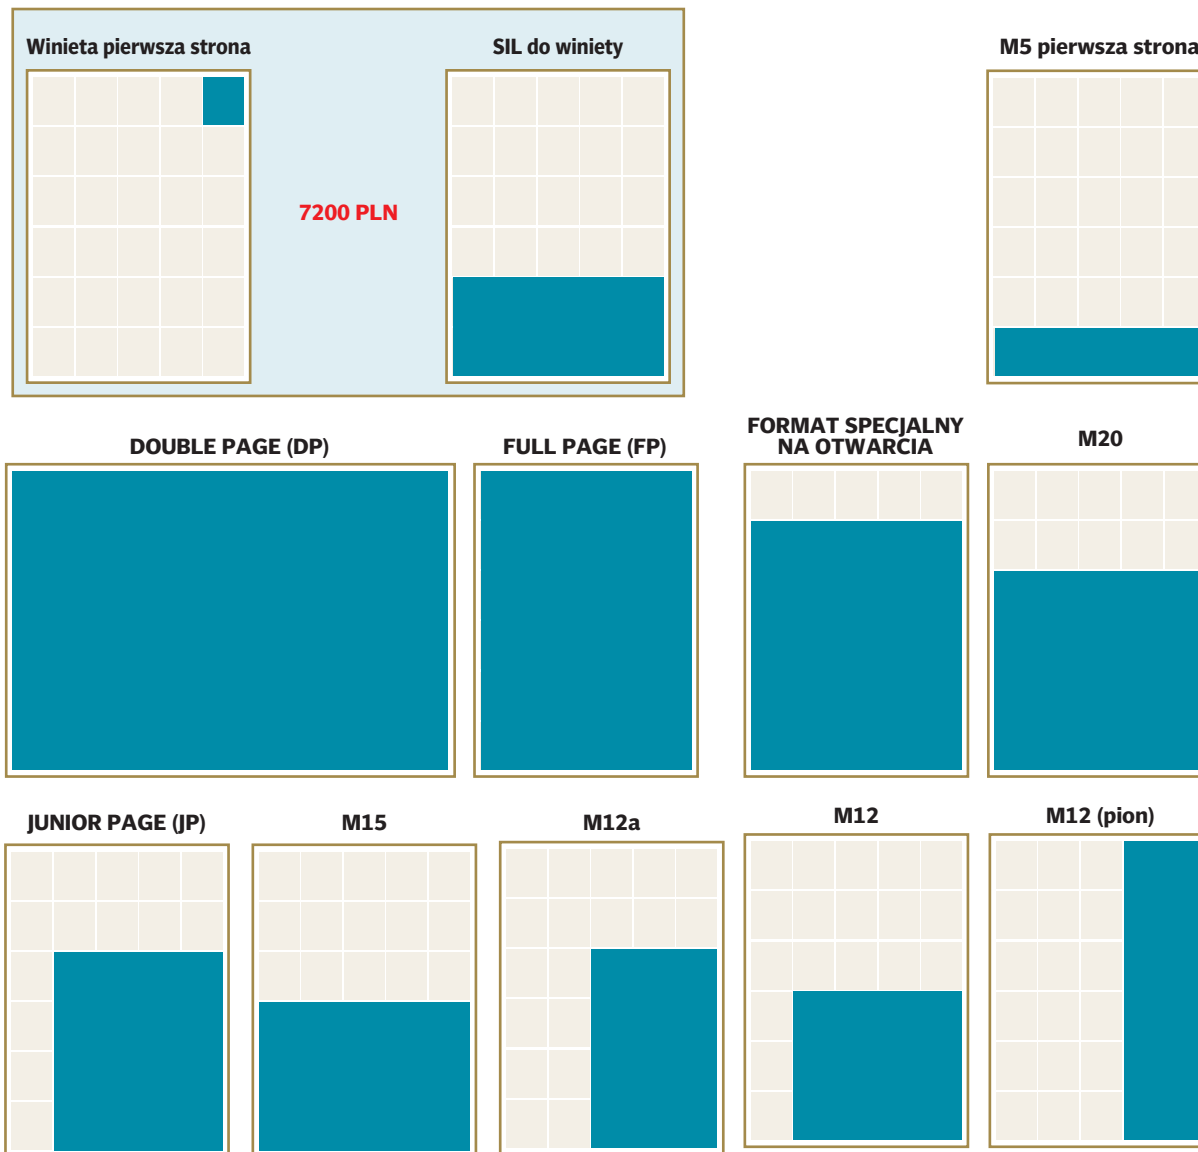 Winieta pierwsza strona
SIL do winiety
M5 pierwsza strona
7200 PLN
DOUBLE PAGE (DP)
FULL PAGE (FP)
FORMAT SPECJALNY
NA OTWARCIA
M20
JUNIOR PAGE (JP)
M15
M12a
M12
M12 (pion)